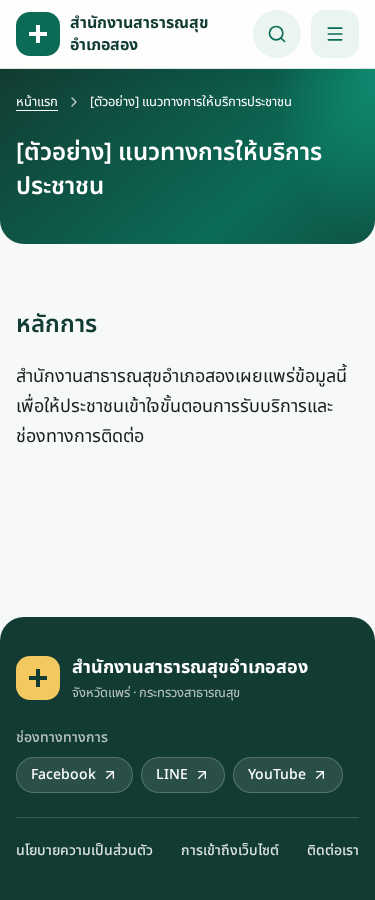 สำนักงานสาธารณสุข
อำเภอสอง
หน้าแรก > [ตัวอย่าง] แนวทางการให้บริการประชาชน
[ตัวอย่าง] แนวทางการให้บริการ
ประชาชน
หลักการ
สำนักงานสาธารณสุขอำเภอสองเผยแพร่ข้อมูลนี้
เพื่อให้ประชาชนเข้าใจขั้นตอนการรับบริการและ
ช่องทางการติดต่อ
สำนักงานสาธารณสุขอำเภอสอง
จังหวัดแพร่ · กระทรวงสาธารณสุข
ช่องทางทางการ
Facebook LINE YouTube
นโยบายความเป็นส่วนตัว การเข้าถึงเว็บไซต์ ติดต่อเรา